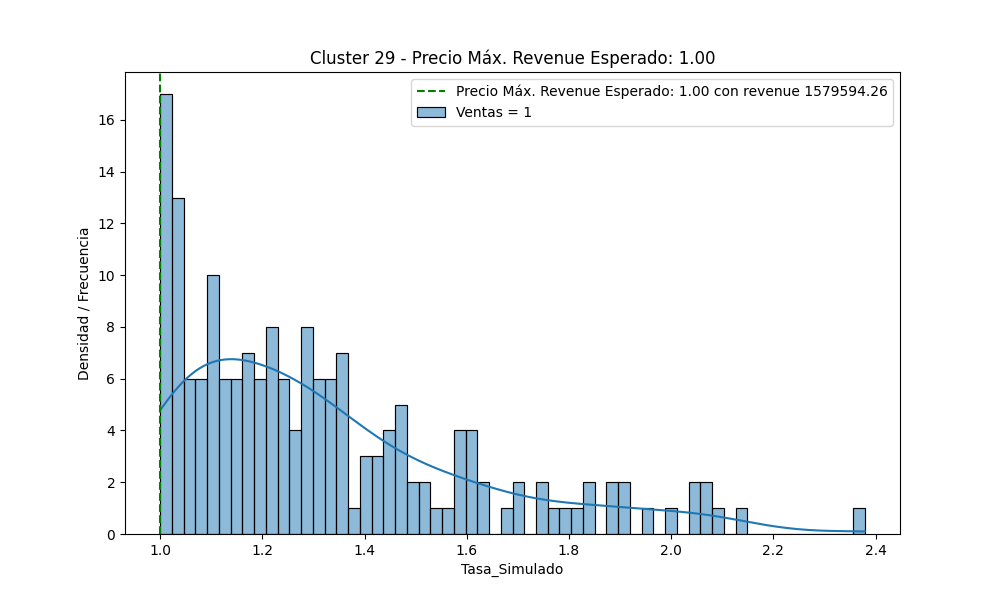 Cluster 29 - Precio Máx. Revenue Esperado: 1.00
Precio Máx. Revenue Esperado: 1.00 con revenue 1579594.26
Ventas = 1
Densidad / Frecuencia
16
14
12
10
8
6
4
2
0
1.0 1.2 1.4 1.6 1.8 2.0 2.2 2.4
Tasa_Simulado